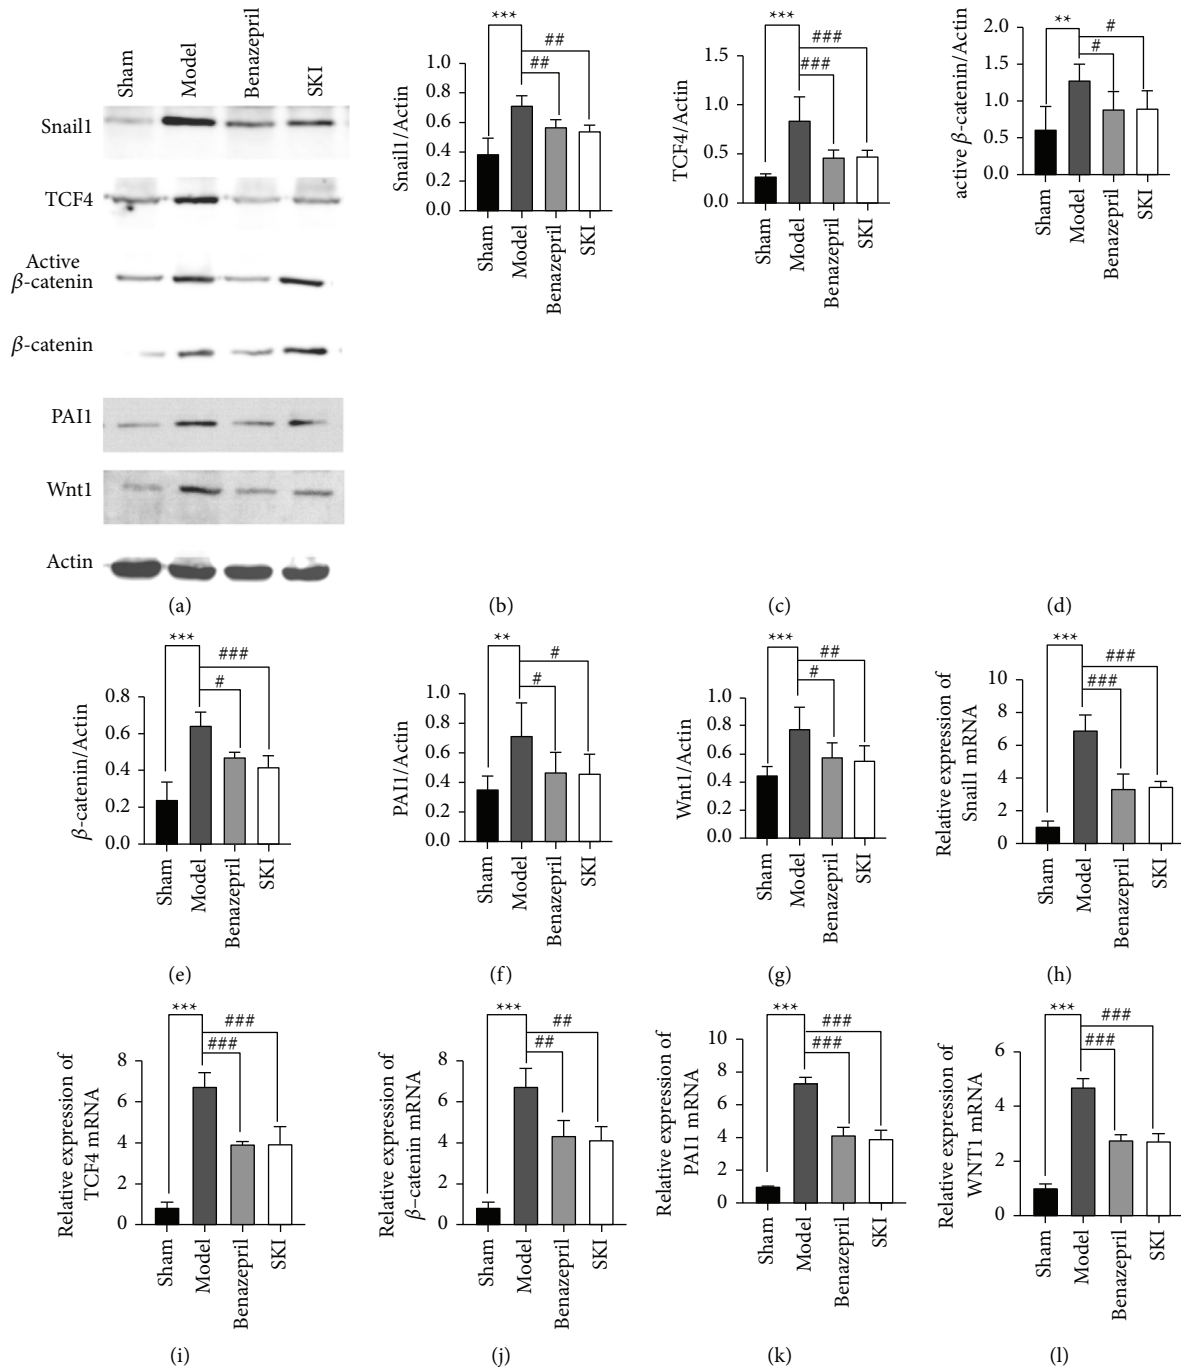 Sham
Model
Benazepril
SKI
Snail1
TCF4
Active
β-catenin
β-catenin
PAI1
Wnt1
Actin
(a)
***
##
##
Snail1/Actin
1.0
0.8
0.6
0.4
0.2
0.0
Sham
Model
Benazepril
SKI
(b)
***
###
###
TCF4/Actin
1.5
1.0
0.5
0.0
Sham
Model
Benazepril
SKI
(c)
**
#
#
active β-catenin/Actin
2.0
1.5
1.0
0.5
0.0
Sham
Model
Benazepril
SKI
(d)
***
###
#
β-catenin/Actin
0.8
0.6
0.4
0.2
0.0
Sham
Model
Benazepril
SKI
(e)
**
#
#
PAI1/Actin
1.0
0.8
0.6
0.4
0.2
0.0
Sham
Model
Benazepril
SKI
(f)
***
##
#
Wnt1/Actin
1.0
0.8
0.6
0.4
0.2
0.0
Sham
Model
Benazepril
SKI
(g)
***
###
###
Relative expression of
Snail1 mRNA
10
8
6
4
2
0
Sham
Model
Benazepril
SKI
(h)
***
###
###
Relative expression of
TCF4 mRNA
8
6
4
2
0
Sham
Model
Benazepril
SKI
(i)
***
##
##
Relative expression of
β–catenin mRNA
8
6
4
2
0
Sham
Model
Benazepril
SKI
(j)
***
###
###
Relative expression of
PAI1 mRNA
10
8
6
4
2
0
Sham
Model
Benazepril
SKI
(k)
***
###
###
Relative expression of
WNT1 mRNA
6
4
2
0
Sham
Model
Benazepril
SKI
(l)